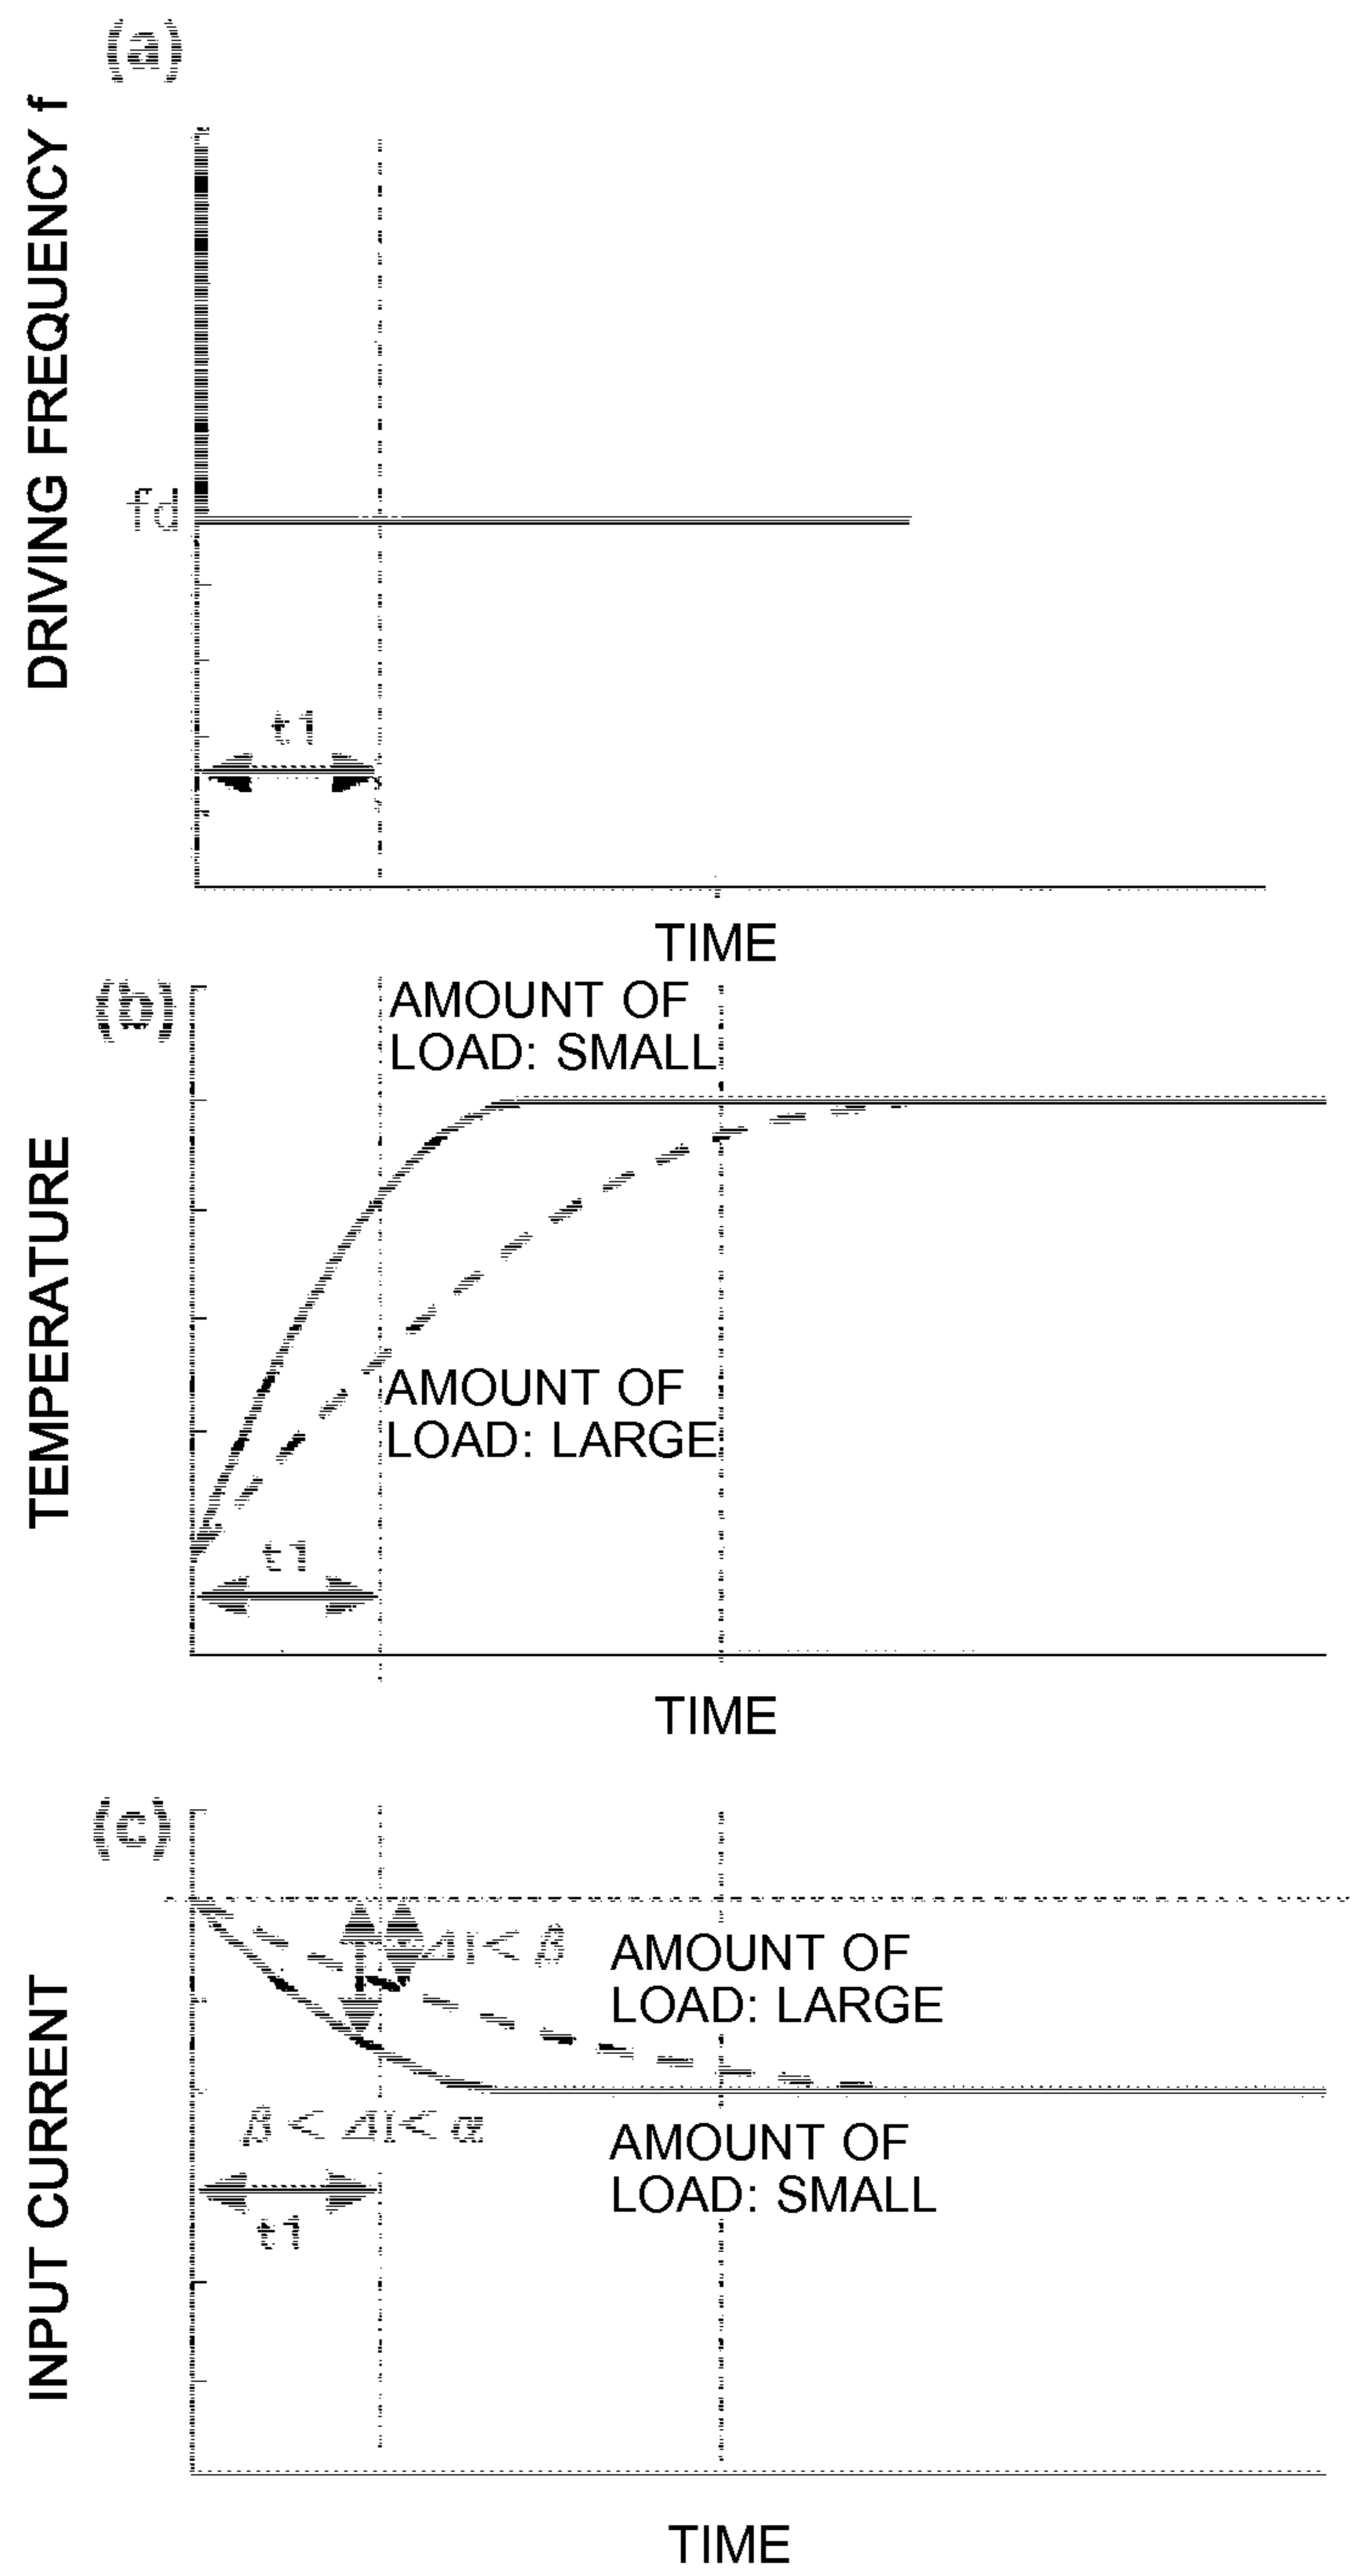 (a)
DRIVING FREQUENCY f
fd
t1
TIME
(b)
AMOUNT OF
LOAD: SMALL
TEMPERATURE
AMOUNT OF
LOAD: LARGE
t1
TIME
(c)
ΔI < β
AMOUNT OF
LOAD: LARGE
INPUT CURRENT
β < ΔI < α
AMOUNT OF
LOAD: SMALL
t1
TIME